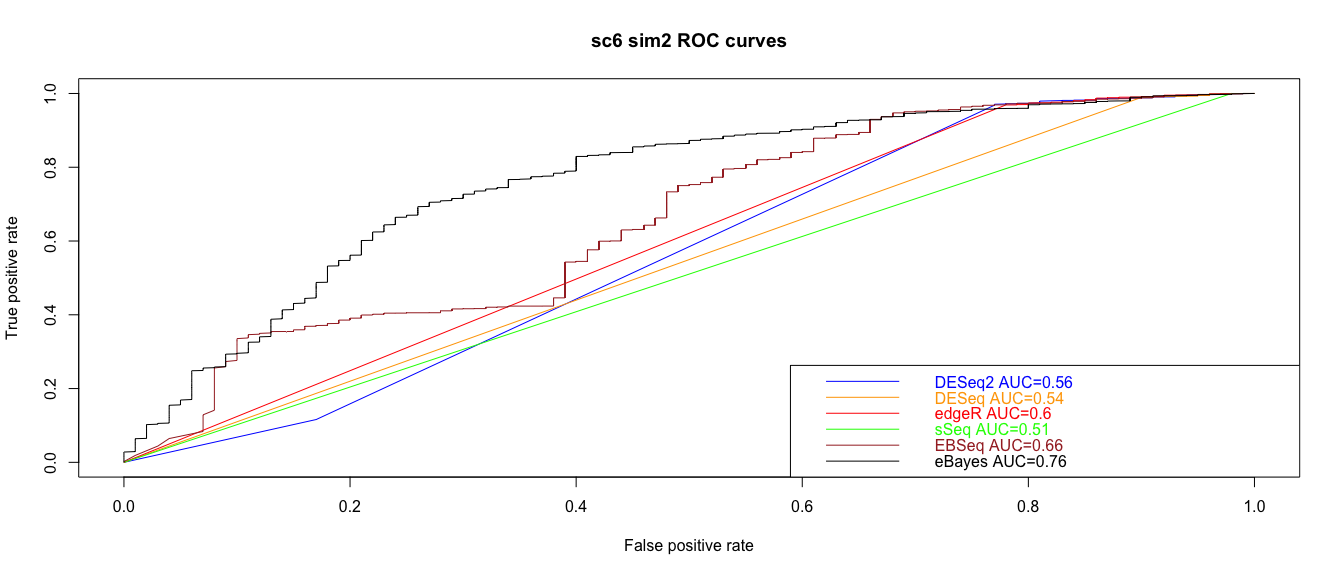 sc6 sim2 ROC curves
True positive rate
1.0
0.8
0.6
0.4
0.2
0.0
DESeq2 AUC=0.56
DESeq AUC=0.54
edgeR AUC=0.6
sSeq AUC=0.51
EBSeq AUC=0.66
eBayes AUC=0.76
0.0 0.2 0.4 0.6 0.8 1.0
False positive rate